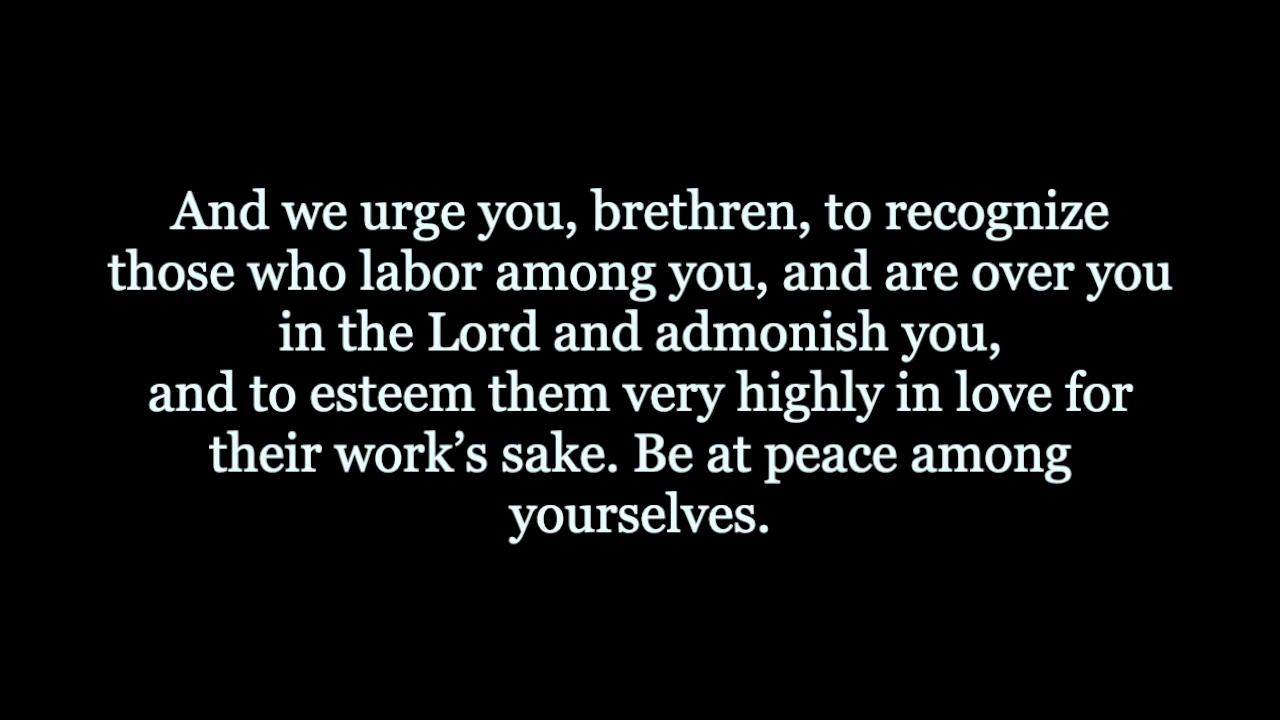 And we urge you, brethren, to recognize
those who labor among you, and are over you
in the Lord and admonish you,
and to esteem them very highly in love for
their work’s sake. Be at peace among
yourselves.